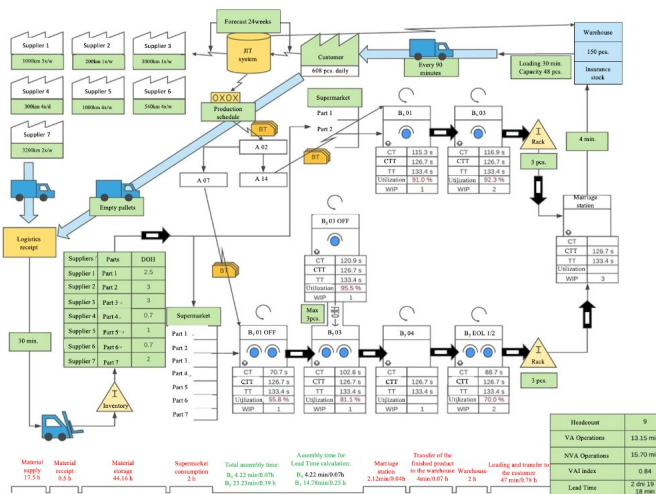 Forecast 24weeks
JIT
system
Customer
608 pcs. daily
Every 90
minutes
Loading 30 min.
Capacity 48 pcs.
Warehouse
150 pcs.
Insurance
stock
4 min.
Supplier 1
1000km 5x/w
Supplier 2
200km 1x/w
Supplier 3
Supplier 4
300km 4x/d
Supplier 5
1000km 4x/w
Supplier 6
540km 4x/w
Supplier 7
3200km 2x/w
OXOX
Production
schedule
BT
A 02
A 14
A 07
BT
BT
Supermarket
Part 1
Part 2
Empty pallets
Logistics
receipt
30 min.
Suppliers Parts DOH
Supplier 1 Part 1 2.5
Supplier 2 Part 2 3
Supplier 3 Part 3 3
Supplier 4 Part 4 0.7
Supplier 5 Part 5 1
Supplier 6 Part 6 0.7
Supplier 7 Part 7 2
I
Inventory
Supermarket
Part 1
Part 2
Part 3
Part 4
Part 5
Part 6
Part 7
01
CT 115.3 s
CTT 126.7 s
TT 133.4 s
Utilization 91.0 %
WIP 1
03
CT 116.9 s
CTT 126.7 s
TT 133.4 s
Utilization 92.3 %
WIP 2
I
Rack
3 pcs.
Marriage
station
CT
CTT 126.7 s
TT 133.4 s
Utilization
WIP 3
03 OFF
CT 120.9 s
CTT 126.7 s
TT 133.4 s
Utilization 95.5 %
WIP 1
Max
3pcs.
01 OFF
CT 70.7 s
CTT 126.7 s
TT 133.4 s
Utilization 55.8 %
WIP 1
03
CT 102.8 s
CTT 126.7 s
TT 133.4 s
Utilization 81.1 %
WIP 1
04
CT
CTT 126.7 s
TT 133.4 s
Utilization
WIP 1
EOL 1/2
CT 88.7 s
CTT 126.7 s
TT 133.4 s
Utilization 70.0 %
WIP 2
I
Rack
3 pcs.
Material
supply
17.5 h
Material
receipt
0.5 h
Material
storage
44.16 h
Supermarket
consumption
2 h
Total assembly time:
4.22 min/0.07h
23.23min/0.39 h
Assembly time for
Lead Time calculation:
4.22 min/0.07h
14.78min/0.25 h
Marriage
station
2.12min/0.04h
Transfer of the
finished product
to the warehouse
4min/0.07 h
Warehouse
2 h
Loading and transfer to
the customer
47 min/0.78 h
Headcount 9
VA Operations 13.15 mi
NVA Operations 15.70 mi
VAI index 0.84
Lead Time 2 dni 19
18 mi